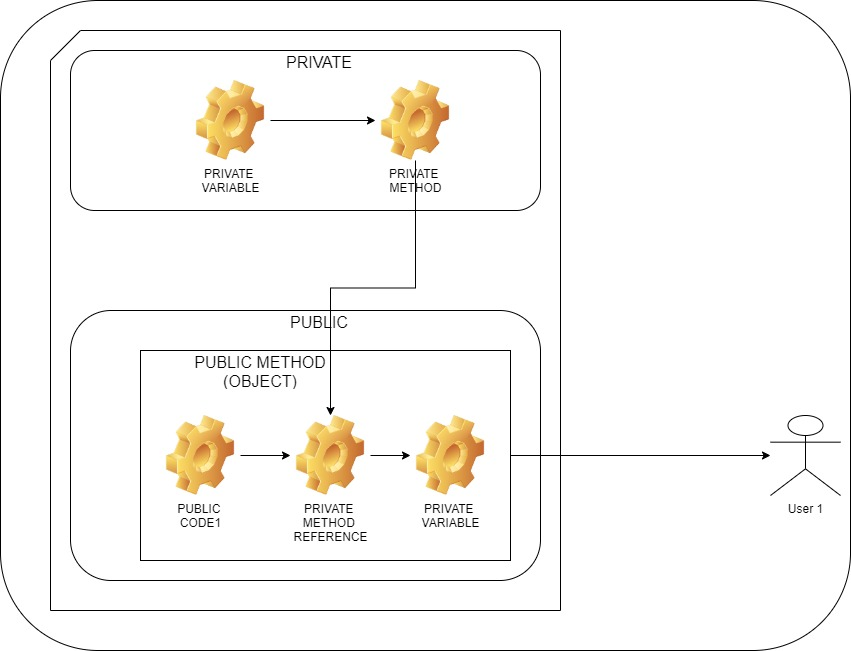 PRIVATE
PRIVATE
VARIABLE
PRIVATE
METHOD
PUBLIC
PUBLIC METHOD
(OBJECT)
PUBLIC
CODE1
PRIVATE
METHOD
REFERENCE
PRIVATE
VARIABLE
User 1